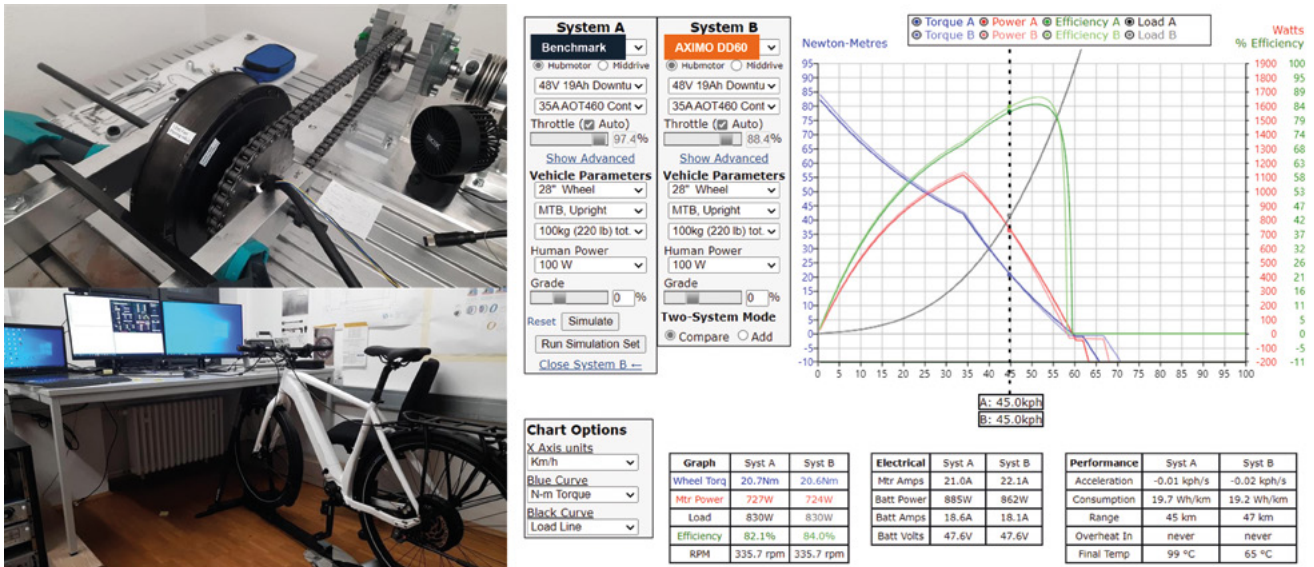 System A
Benchmark
Hubmotor Middrive
48V 19Ah Downtu
35A AOT460 Cont
Throttle ( Auto)
97.4%
Show Advanced
Vehicle Parameters
28" Wheel
MTB, Upright
100kg (220 lb) tot.
Human Power
100 W
Grade
0 %
Reset Simulate
Run Simulation Set
Close System B ←
System B
AXIMO DD60
Hubmotor Middrive
48V 19Ah Downtu
35A AOT460 Cont
Throttle ( Auto)
88.4%
Show Advanced
Vehicle Parameters
28" Wheel
MTB, Upright
100kg (220 lb) tot.
Human Power
100 W
Grade
0 %
Two-System Mode
Compare Add
Torque A Power A Efficiency A Load A
Torque B Power B Efficiency B Load B
Newton-Metres
Watts
% Efficiency
95 1900 100
90 1800 94
85 1700 89
80 1600 84
75 1500 79
70 1400 73
65 1300 68
60 1200 63
55 1100 58
50 1000 52
45 900 48
40 800 42
35 700 37
30 600 32
25 500 26
20 400 21
15 300 16
10 200 11
5 100 5
0 0 0
-5 -100 -5
-10 -200 -11
0 5 10 15 20 25 30 35 40 45 50 55 60 65 70 75 80 85 90 95 100
A: 45.0kph
B: 45.0kph
Chart Options
X Axis units
Km/h
Blue Curve
N-m Torque
Black Curve
Load Line
Graph Syst A Syst B
Wheel Torq 20.7Nm 20.6Nm
Mtr Power 727W 724W
Load 830W 830W
Efficiency 82.1% 84.0%
RPM 335.7 rpm 335.7 rpm
Electrical Syst A Syst B
Mtr Amps 21.0A 22.1A
Batt Power 885W 862W
Batt Amps 18.6A 18.1A
Batt Volts 47.6V 47.6V
Performance Syst A Syst B
Acceleration -0.01 kph/s -0.02 kph/s
Consumption 19.7 Wh/km 19.2 Wh/km
Range 45 km 47 km
Overheat In never never
Final Temp 99 °C 65 °C